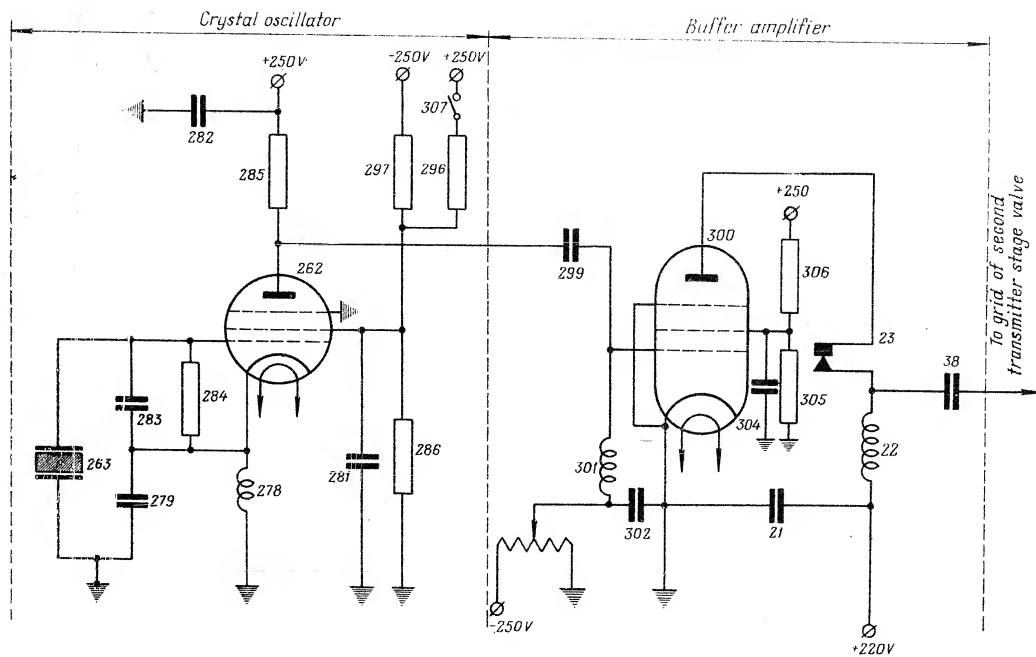 Crystal oscillator
Buffer amplifier
+250V
-250V
+250V
307
282
285
297
296
+250
262
299
300
306
23
38
To grid of second
transmitter stage valve
284
283
263
279
278
281
286
301
302
304
305
22
21
-250V
+220V